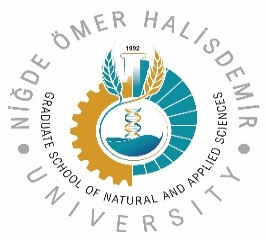 • NİĞDE ÖMER HALİSDEMİR •
UNIVERSITY
GRADUATE SCHOOL OF NATURAL AND APPLIED SCIENCES
1992